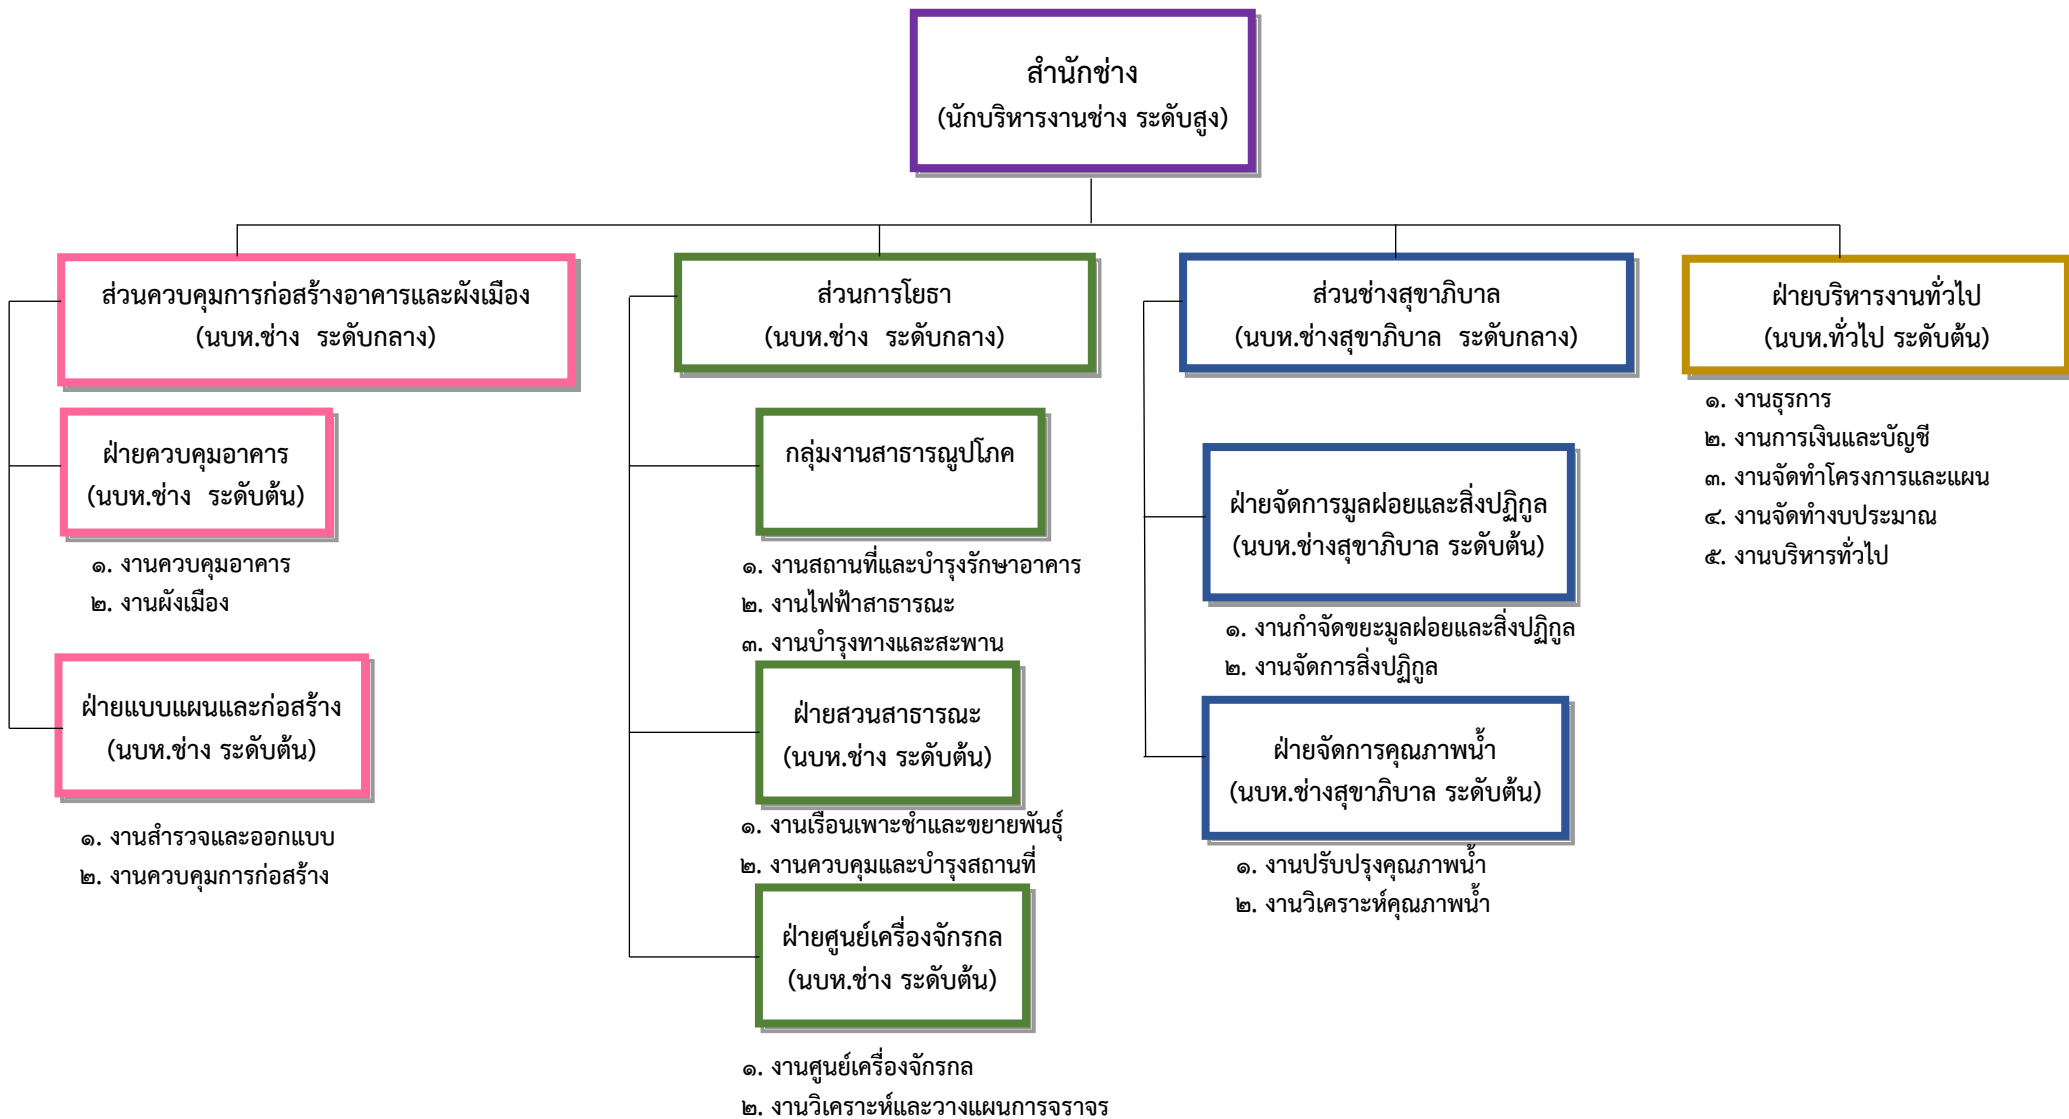 สำนักช่าง
(นักบริหารงานช่าง ระดับสูง)
ส่วนควบคุมการก่อสร้างอาคารและผังเมือง
(นบห.ช่าง  ระดับกลาง)
ฝ่ายควบคุมอาคาร
(นบห.ช่าง  ระดับต้น)
๑. งานควบคุมอาคาร
๒. งานผังเมือง
ฝ่ายแบบแผนและก่อสร้าง
(นบห.ช่าง ระดับต้น)
๑. งานสำรวจและออกแบบ
๒. งานควบคุมการก่อสร้าง
ส่วนการโยธา
(นบห.ช่าง  ระดับกลาง)
กลุ่มงานสาธารณูปโภค
๑. งานสถานที่และบำรุงรักษาอาคาร
๒. งานไฟฟ้าสาธารณะ
๓. งานบำรุงทางและสะพาน
ฝ่ายสวนสาธารณะ
(นบห.ช่าง ระดับต้น)
๑. งานเรือนเพาะชำและขยายพันธุ์
๒. งานควบคุมและบำรุงสถานที่
ฝ่ายศูนย์เครื่องจักรกล
(นบห.ช่าง ระดับต้น)
๑. งานศูนย์เครื่องจักรกล
๒. งานวิเคราะห์และวางแผนการจราจร
ส่วนช่างสุขาภิบาล
(นบห.ช่างสุขาภิบาล  ระดับกลาง)
ฝ่ายจัดการมูลฝอยและสิ่งปฏิกูล
(นบห.ช่างสุขาภิบาล ระดับต้น)
๑. งานกำจัดขยะมูลฝอยและสิ่งปฏิกูล
๒. งานจัดการสิ่งปฏิกูล
ฝ่ายจัดการคุณภาพน้ำ
(นบห.ช่างสุขาภิบาล ระดับต้น)
๑. งานปรับปรุงคุณภาพน้ำ
๒. งานวิเคราะห์คุณภาพน้ำ
ฝ่ายบริหารงานทั่วไป
(นบห.ทั่วไป ระดับต้น)
๑. งานธุรการ
๒. งานการเงินและบัญชี
๓. งานจัดทำโครงการและแผน
๔. งานจัดทำงบประมาณ
๕. งานบริหารทั่วไป